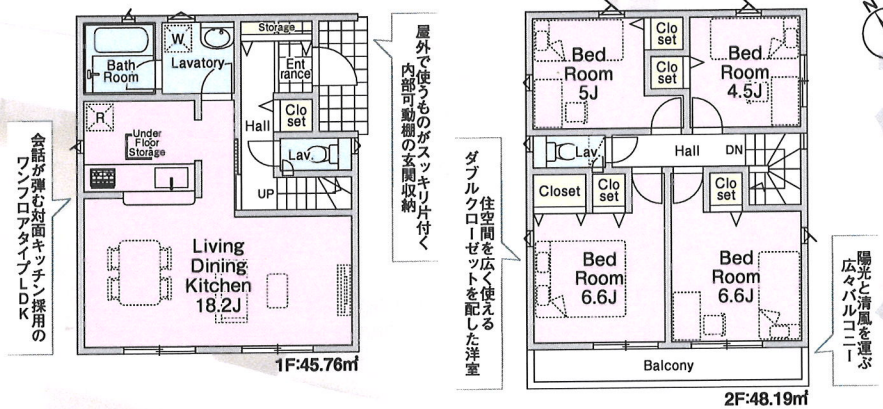 Storage
W
Bath
Room
Lavatory
Ent
rance
R
Under
Floor
Storage
Clo
set
Hall
Lav.
UP
Living
Dining
Kitchen
18.2J
1F:45.76㎡
屋外で使うものがスッキリ片付く
内部可動棚の玄関収納
会話が弾む対面キッチン採用の
ワンフロアタイプLDK
N
Bed
Room
5J
Clo
set
Clo
set
Bed
Room
4.5J
Lav.
Hall
DN
Closet
Clo
set
Clo
set
Bed
Room
6.6J
Bed
Room
6.6J
Balcony
2F:48.19㎡
住空間を広く使える
ダブルクローゼットを配した洋室
陽光と清風を運ぶ
広々バルコニー